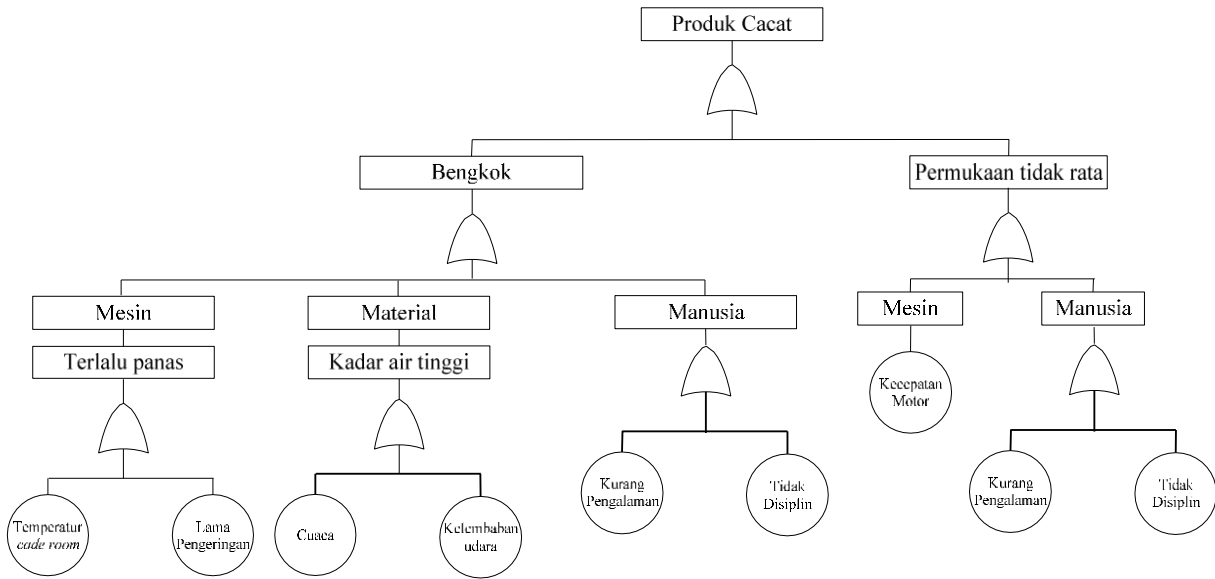 Produk Cacat
Bengkok
Permukaan tidak rata
Mesin
Material
Manusia
Mesin
Manusia
Terlalu panas
Kadar air tinggi
Kecepatan
Motor
Kurang
Pengalaman
Tidak
Disiplin
Kurang
Pengalaman
Tidak
Disiplin
Temperatur
cade room
Lama
Pengeringan
Cuaca
Kelembaban
udara